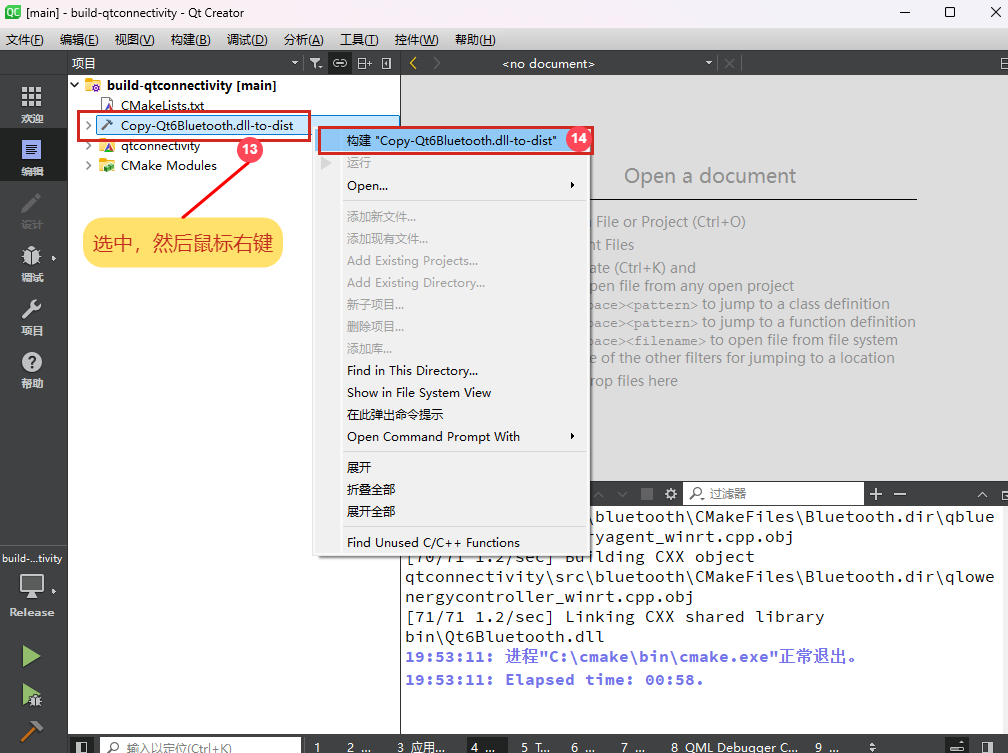 [main] - build-qtconnectivity - Qt Creator
文件(F) 编辑(E) 视图(V) 构建(B) 调试(D) 分析(A) 工具(T) 控件(W) 帮助(H)
项目
<no document>
欢迎
编辑
设计
调试
项目
帮助
build-qtconnectivity [main]
CMakeLists.txt
Copy-Qt6Bluetooth.dll-to-dist
qtconnectivity
CMake Modules
13
选中，然后鼠标右键
构建 "Copy-Qt6Bluetooth.dll-to-dist"
14
运行
Open...
添加新文件...
添加现有文件...
Add Existing Projects...
Add Existing Directory...
新子项目...
删除项目...
添加库...
Find in This Directory...
Show in File System View
在此弹出命令提示
Open Command Prompt With
展开
折叠全部
展开全部
Find Unused C/C++ Functions
Open a document
File or Project (Ctrl+O)
nt Files
ate (Ctrl+K) and
pen file from any open project
pace><pattern> to jump to a class definition
pace><pattern> to jump to a function definition
pace><filename> to open file from file system
e of the other filters for jumping to a location
rop files here
过滤器
\bluetooth\CMakeFiles\Bluetooth.dir\qblue
ryagent_winrt.cpp.obj
[70/71 1.2/sec] Building CXX object
qtconnectivity\src\bluetooth\CMakeFiles\Bluetooth.dir\qlowe
nergycontroller_winrt.cpp.obj
[71/71 1.2/sec] Linking CXX shared library
bin\Qt6Bluetooth.dll
19:53:11: 进程"C:\cmake\bin\cmake.exe"正常退出。
19:53:11: Elapsed time: 00:58.
build-...tivity
Release
输入以定位(Ctrl+K)
1 2 ... 3 应用... 4 ... 5 T... 6 ... 7 ... 8 QML Debugger C... 9 ...